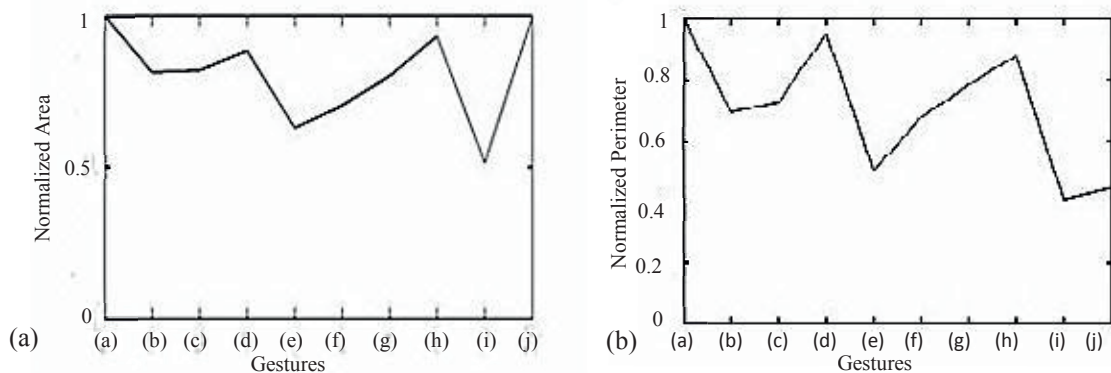 1
0.5
0
Normalized Area
(a) (b) (c) (d) (e) (f) (g) (h) (i) (j)
Gestures
(a)
1
0.8
0.6
0.4
0.2
0
Normalized Perimeter
(a) (b) (c) (d) (e) (f) (g) (h) (i) (j)
Gestures
(b)